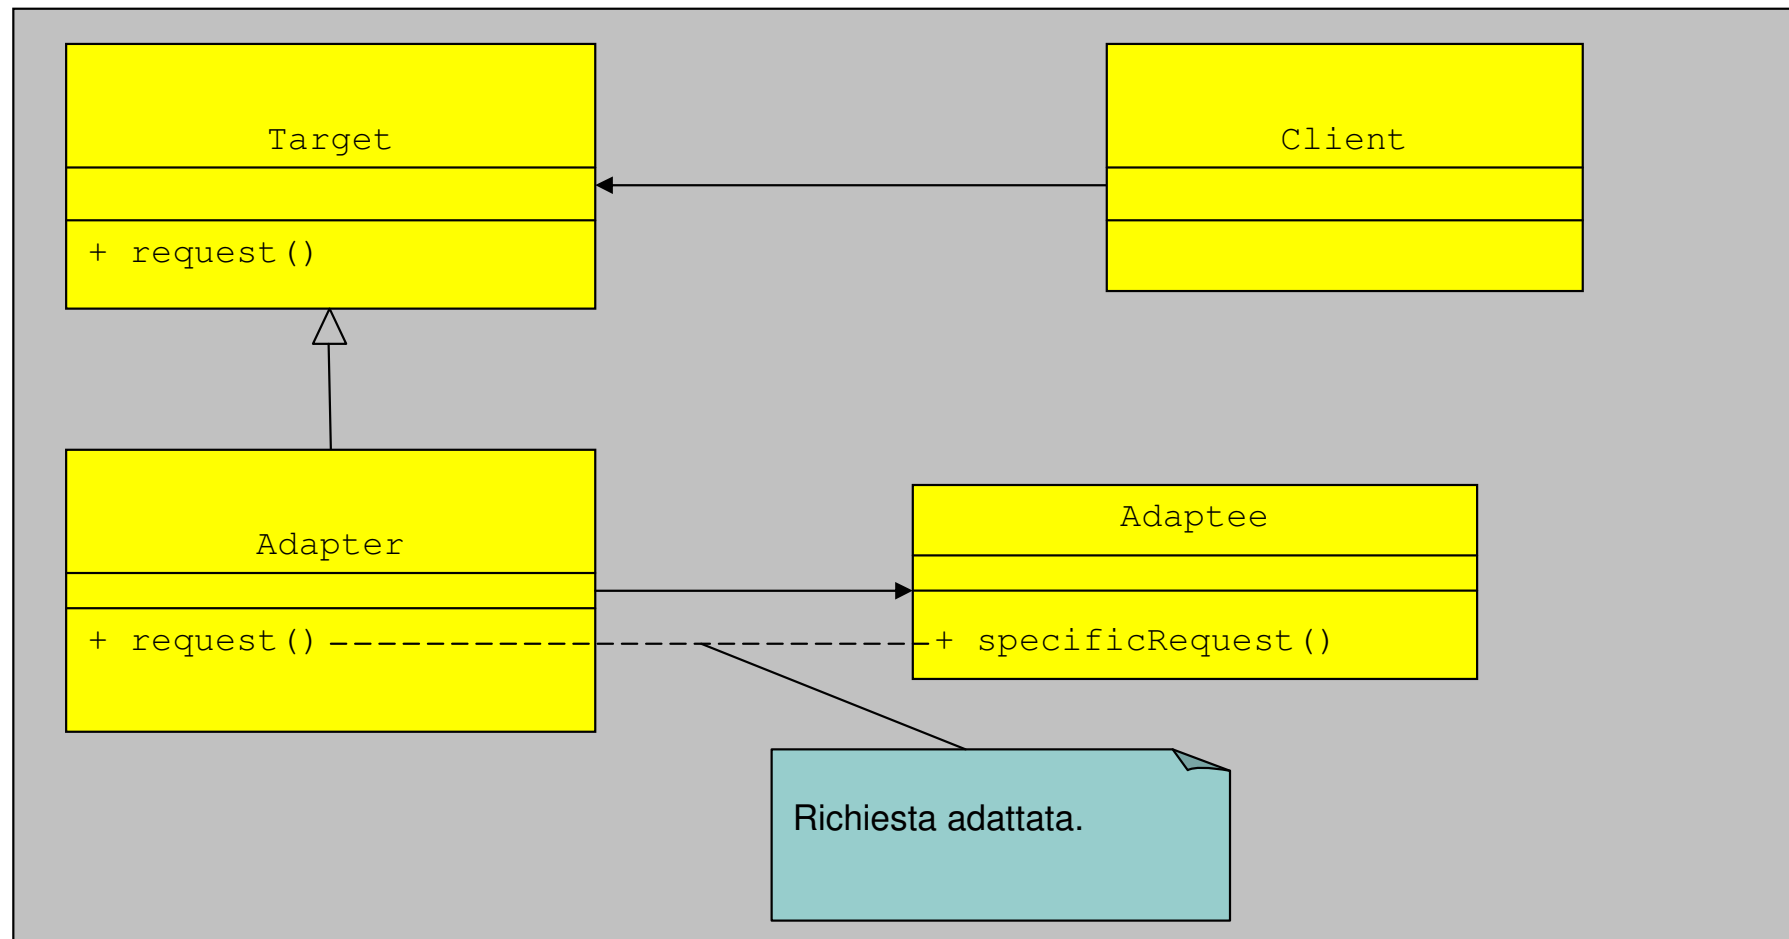 Target
Client
+ request()
Adapter
Adaptee
+ request()
+ specificRequest()
Richiesta adattata.